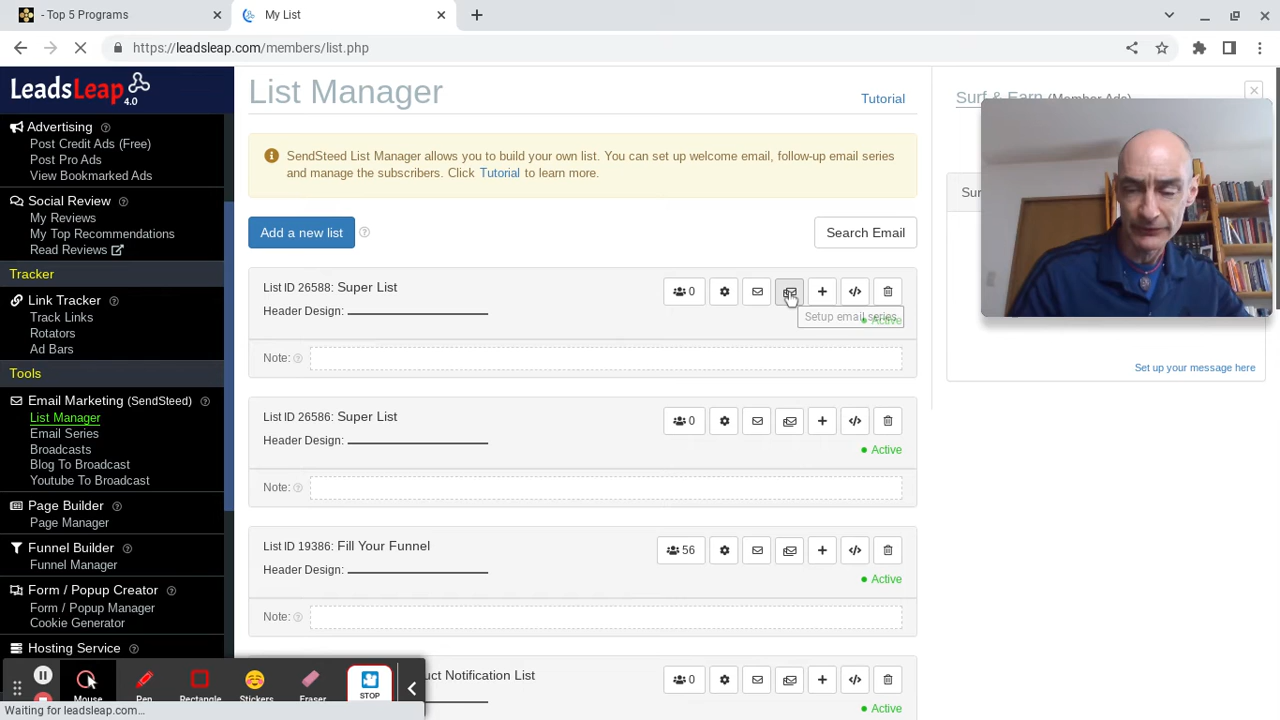 - Top 5 Programs
My List
https://leadsleap.com/members/list.php
LeadsLeap 4.0
Advertising
Post Credit Ads (Free)
Post Pro Ads
View Bookmarked Ads
Social Review
My Reviews
My Top Recommendations
Read Reviews
Tracker
Link Tracker
Track Links
Rotators
Ad Bars
Tools
Email Marketing (SendSteed)
List Manager
Email Series
Broadcasts
Blog To Broadcast
Youtube To Broadcast
Page Builder
Page Manager
Funnel Builder
Funnel Manager
Form / Popup Creator
Form / Popup Manager
Cookie Generator
Hosting Service
List Manager
Tutorial
SendSteed List Manager allows you to build your own list. You can set up welcome email, follow-up email series
and manage the subscribers. Click Tutorial to learn more.
Add a new list
Search Email
List ID 26588: Super List
0
Header Design:
Setup email series
Active
Note:
List ID 26586: Super List
0
Header Design:
Active
Note:
List ID 19386: Fill Your Funnel
56
Header Design:
Active
Note:
uct Notification List
0
Active
Surf & Earn (Member Ads)
Sur
Set up your message here
Mouse
Pen
Rectangle
Stickers
Eraser
STOP
Waiting for leadsleap.com…